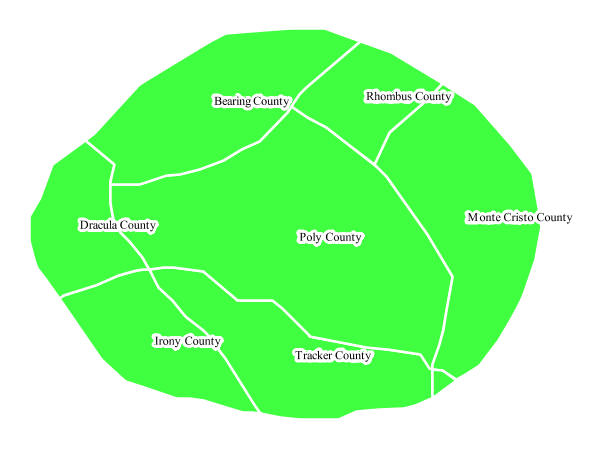 Rhombus County
Bearing County
Monte Cristo County
Dracula County
Poly County
Irony County
Tracker County